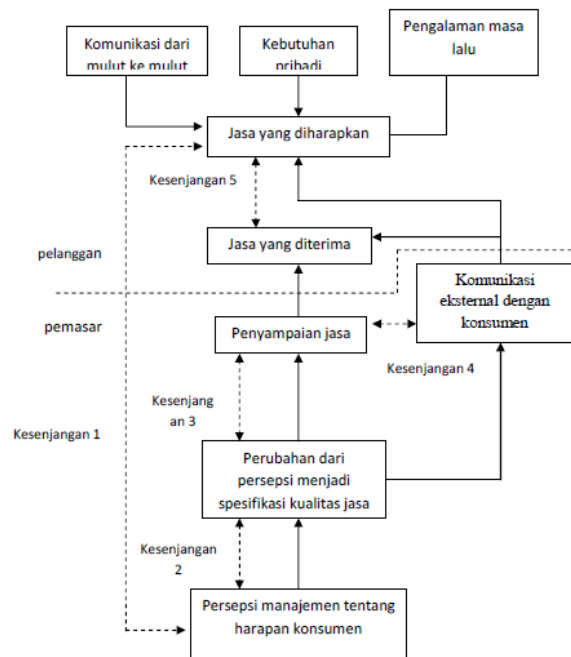 Komunikasi dari
mulut ke mulut
Kebutuhan
pribadi
Pengalaman masa
lalu
Jasa yang diharapkan
Kesenjangan 5
Jasa yang diterima
pelanggan
pemasar
Komunikasi
eksternal dengan
konsumen
Penyampaian jasa
Kesenjangan 4
Kesenjang
an 3
Kesenjangan 1
Perubahan dari
persepsi menjadi
spesifikasi kualitas jasa
Kesenjangan
2
Persepsi manajemen tentang
harapan konsumen